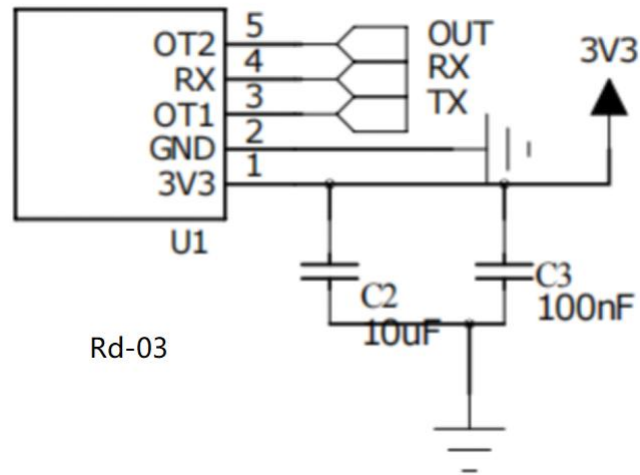 OT2 5 OUT
RX 4 RX
OT1 3 TX
GND 2
3V3 1
3V3
U1
C2
10uF
C3
100nF
Rd-03